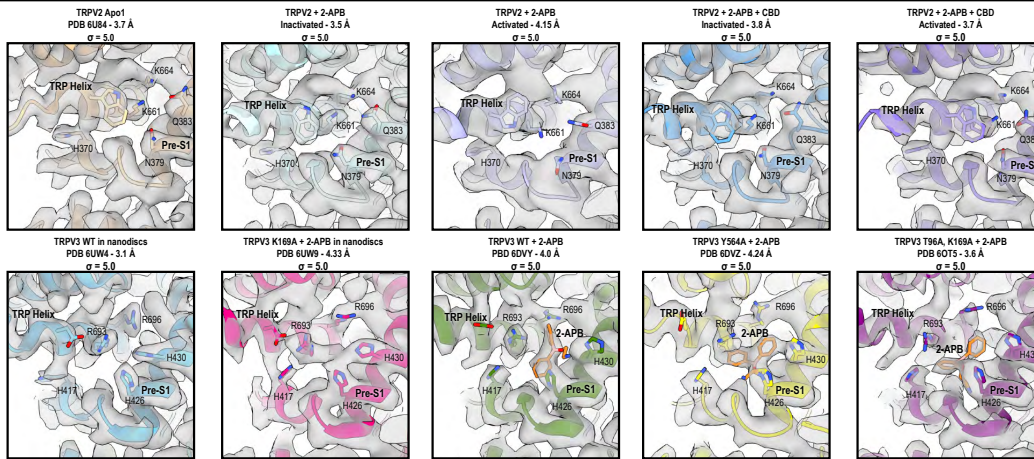 TRPV2 Apo1
PDB 6U84 - 3.7 Å
σ = 5.0
TRP Helix
K664
K661
Q383
Pre-S1
H370
N379
TRPV2 + 2-APB
Inactivated - 3.5 Å
σ = 5.0
TRP Helix
K664
K661
Q383
Pre-S1
H370
N379
TRPV2 + 2-APB
Activated - 4.15 Å
σ = 5.0
TRP Helix
K664
K661
Q383
Pre-S1
H370
N379
TRPV2 + 2-APB + CBD
Inactivated - 3.8 Å
σ = 5.0
TRP Helix
K664
K661
Q383
Pre-S1
H370
N379
TRPV2 + 2-APB + CBD
Activated - 3.7 Å
σ = 5.0
TRP Helix
K664
K661
Q38
Pre-S
H370
N379
TRPV3 WT in nanodiscs
PDB 6UW4 - 3.1 Å
σ = 5.0
TRP Helix
R696
R693
H430
Pre-S1
H417
H426
TRPV3 K169A + 2-APB in nanodiscs
PDB 6UW9 - 4.33 Å
σ = 5.0
TRP Helix
R696
R693
H430
Pre-S1
H417
H426
TRPV3 WT + 2-APB
PBD 6DVY - 4.0 Å
σ = 5.0
TRP Helix
R696
R693
2-APB
H430
Pre-S1
H417
H426
TRPV3 Y564A + 2-APB
PDB 6DVZ - 4.24 Å
σ = 5.0
TRP Helix
R696
R693
2-APB
H430
Pre-S1
H417
H426
TRPV3 T96A, K169A + 2-APB
PDB 6OT5 - 3.6 Å
σ = 5.0
TRP Helix
R696
R693
2-APB
H43
Pre-S1
H417
H426